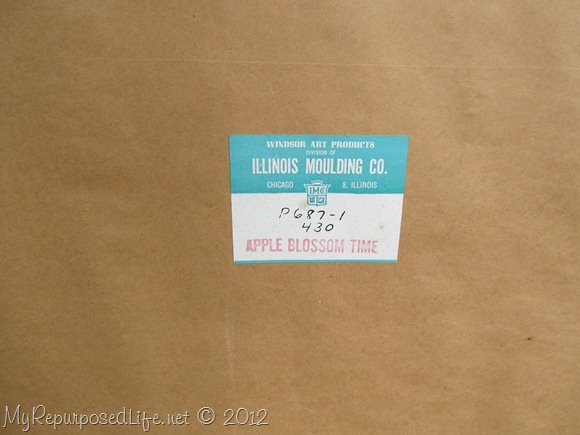 WINDSOR ART PRODUCTS
DIVISION OF
ILLINOIS MOULDING CO.
CHICAGO 8, ILLINOIS
IMC
P687-1
430
APPLE BLOSSOM TIME
MyRepurposedLife.net © 2012